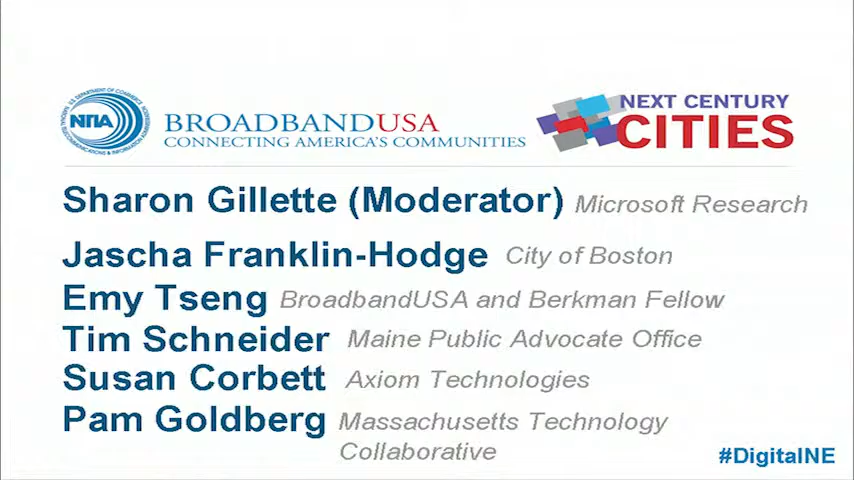 NTIA
BROADBANDUSA
CONNECTING AMERICA'S COMMUNITIES
NEXT CENTURY
CITIES
Sharon Gillette (Moderator) Microsoft Research
Jascha Franklin-Hodge City of Boston
Emy Tseng BroadbandUSA and Berkman Fellow
Tim Schneider Maine Public Advocate Office
Susan Corbett Axiom Technologies
Pam Goldberg Massachusetts Technology
Collaborative
#DigitalNE